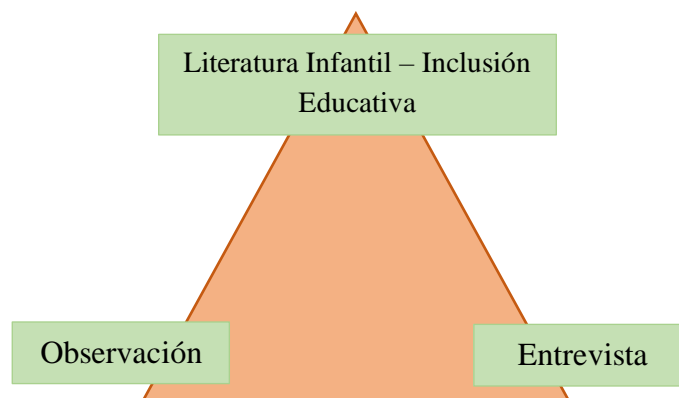 Literatura Infantil – Inclusión
Educativa
Observación
Entrevista